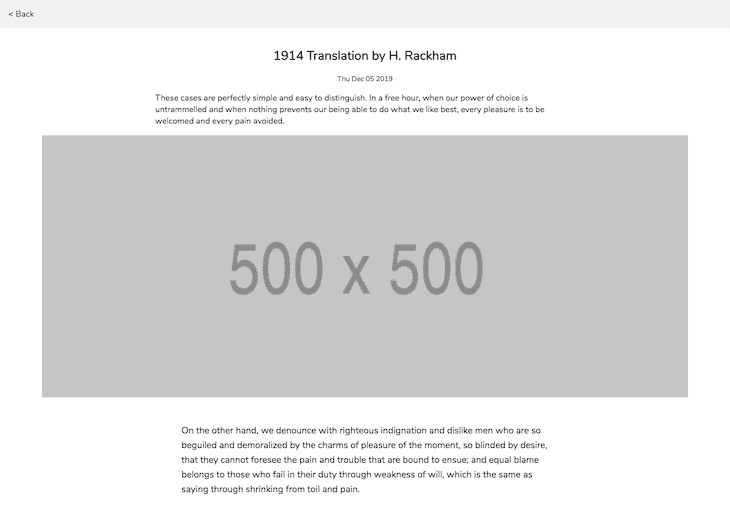 < Back
1914 Translation by H. Rackham
Thu Dec 05 2019
These cases are perfectly simple and easy to distinguish. In a free hour, when our power of choice is
untrammelled and when nothing prevents our being able to do what we like best, every pleasure is to be
welcomed and every pain avoided.
500 x 500
On the other hand, we denounce with righteous indignation and dislike men who are so
beguiled and demoralized by the charms of pleasure of the moment, so blinded by desire,
that they cannot foresee the pain and trouble that are bound to ensue; and equal blame
belongs to those who fail in their duty through weakness of will, which is the same as
saying through shrinking from toil and pain.